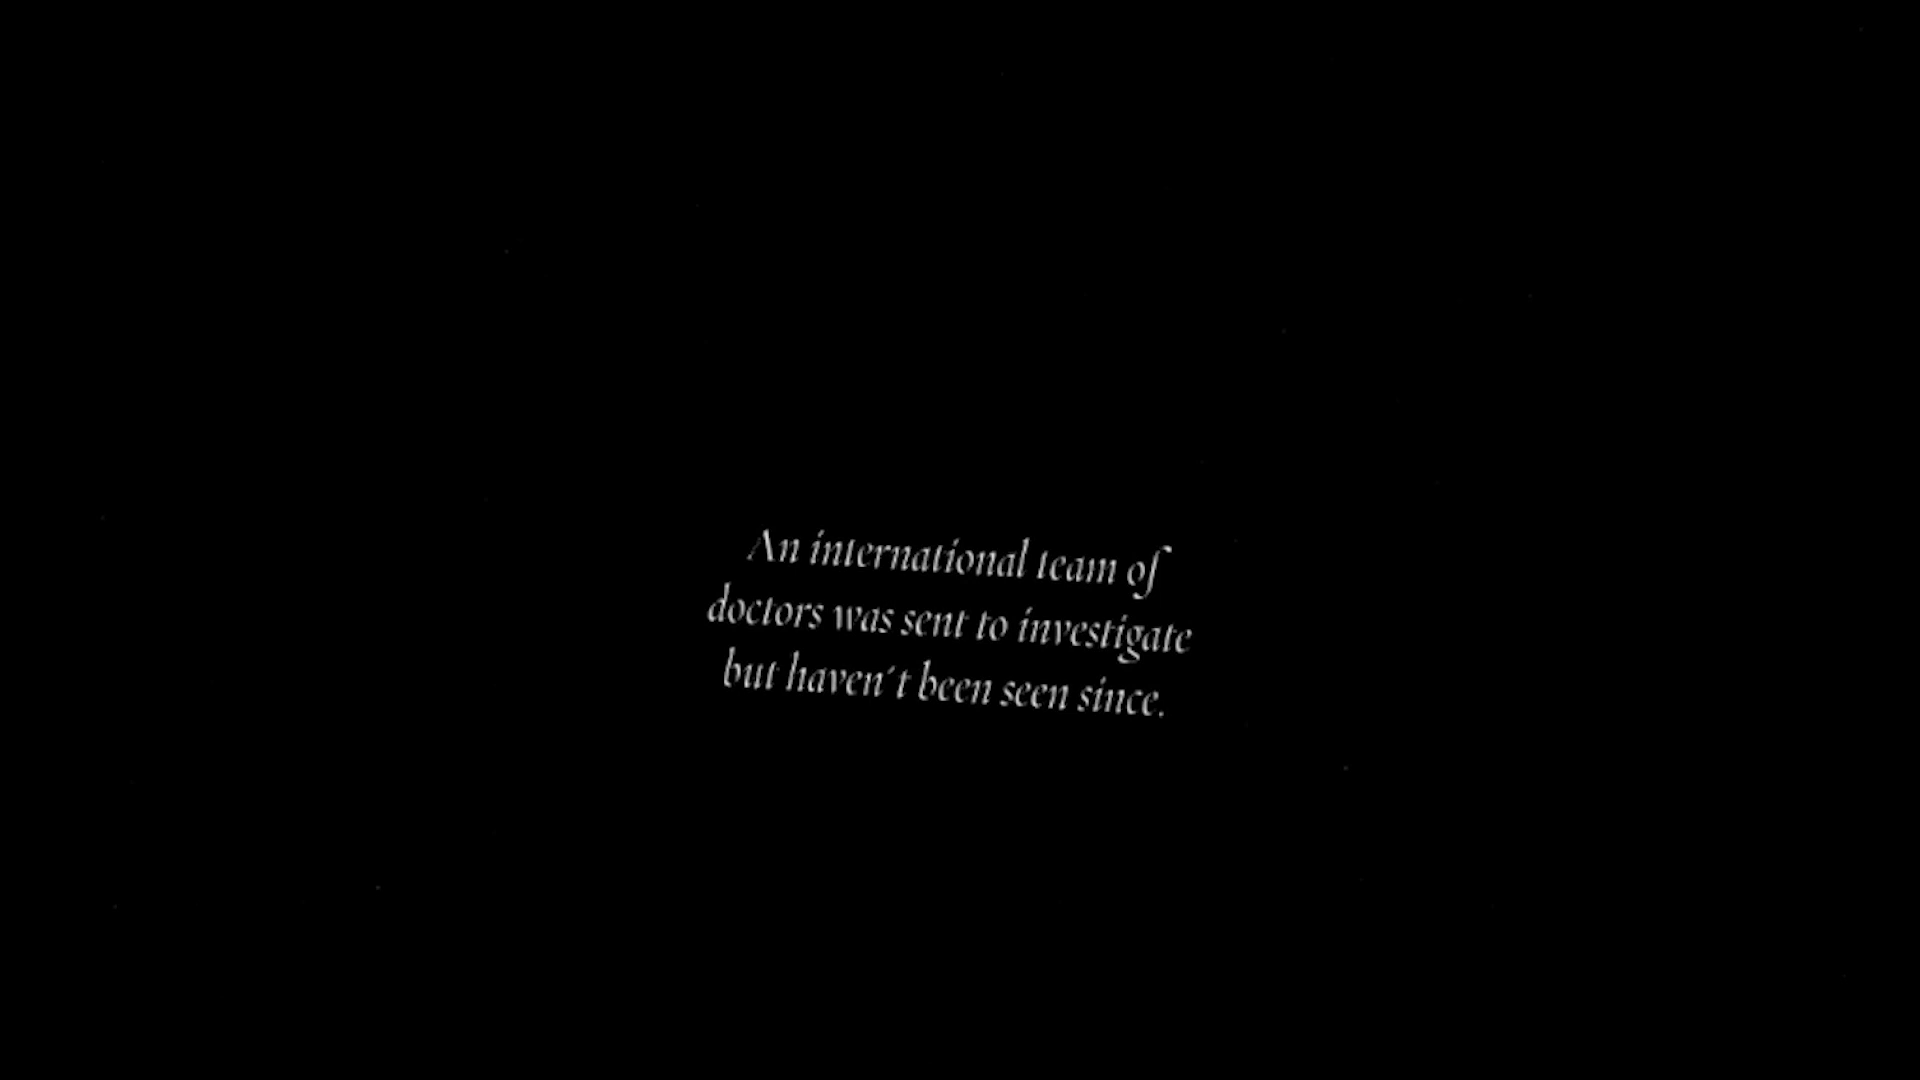 An international team of
doctors was sent to investigate
but haven't been seen since.